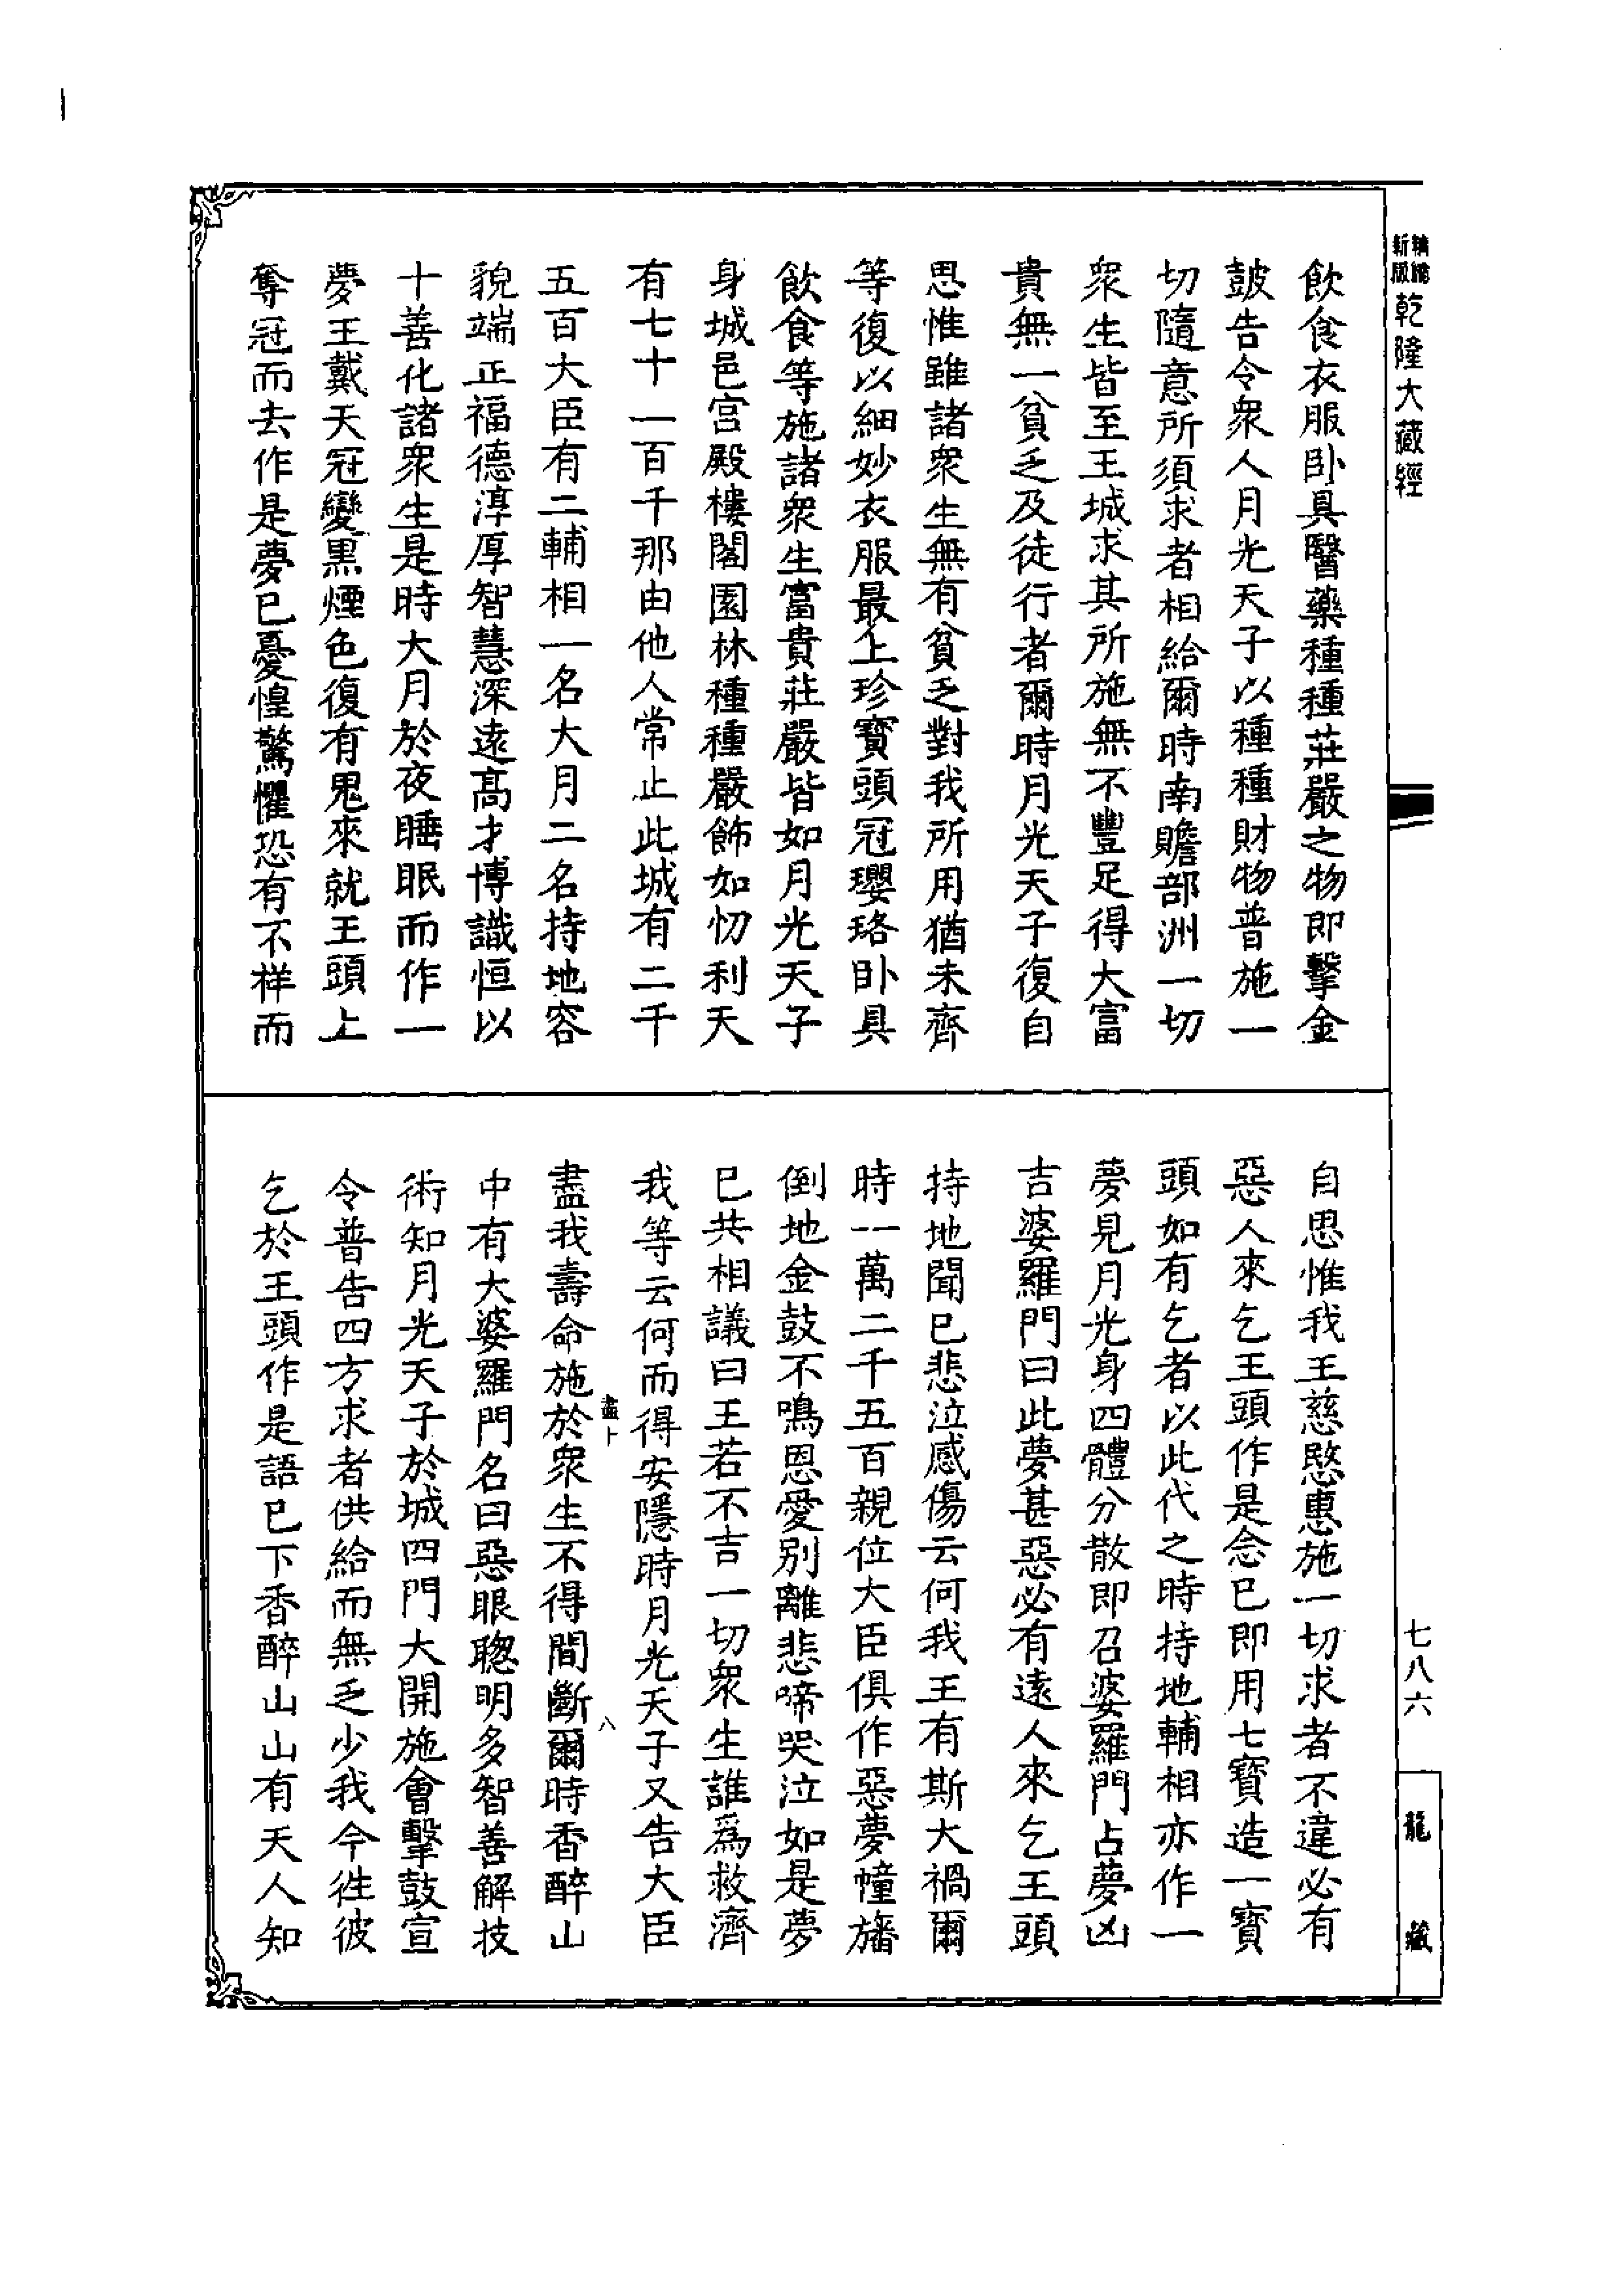 新版
精縮
乾隆大藏經
飲食衣服卧具醫藥種種莊嚴之物即擊金
皷告令衆人月光天子以種種財物普施一
切隨意所須求者相給爾時南贍部洲一切
衆生皆至王城求其所施無不豐足得大富
貴無一貧乏及徒行者爾時月光天子復自
思惟雖諸衆生無有貧乏對我所用猶未齊
等復以細妙衣服最上珍寳頭冠瓔珞卧具
飲食等施諸衆生富貴莊嚴皆如月光天子
身城邑宫殿樓閣園林種種嚴飾如忉利天
有七十一百千那由他人常止此城有二千
五百大臣有二輔相一名大月二名持地容
貌端正福德淳厚智慧深遠高才博識恒以
十善化諸衆生是時大月於夜睡眠而作一
夢王戴天冠變黑煙色復有鬼來就王頭上
奪冠而去作是夢已憂惶驚懼恐有不祥而
自思惟我王慈愍惠施一切求者不違必有
惡人來乞王頭作是念已即用七寳造一寳
頭如有乞者以此代之時持地輔相亦作一
夢見月光身四體分散即召婆羅門占夢凶
吉婆羅門曰此夢甚惡必有遠人來乞王頭
持地聞已悲泣感傷云何我王有斯大禍爾
時一萬二千五百親位大臣俱作惡夢幢旛
倒地金鼓不鳴恩愛别離悲啼哭泣如是夢
已共相議曰王若不吉一切衆生誰爲救濟
我等云何而得安隱時月光天子又告大臣
盡我壽命施於衆生不得間斷爾時香醉山
中有大婆羅門名曰惡眼聰明多智善解技
術知月光天子於城四門大開施會擊鼓宣
令普告四方求者供給而無乏少我今徃彼
乞於王頭作是語已下香醉山山有天人知
八
七八六
龍藏